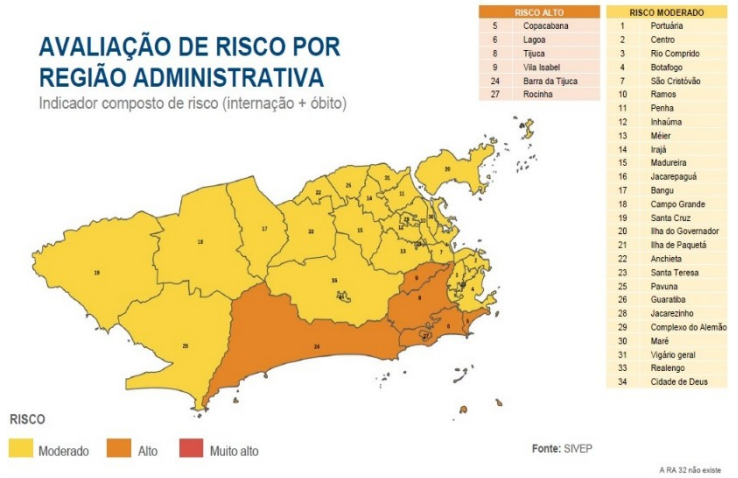 AVALIAÇÃO DE RISCO POR
REGIÃO ADMINISTRATIVA
Indicador composto de risco (internação + óbito)
RISCO ALTO
5 Copacabana
6 Lagoa
8 Tijuca
9 Vila Isabel
24 Barra da Tijuca
27 Rocinha
RISCO MODERADO
1 Portuária
2 Centro
3 Rio Comprido
4 Botafogo
7 São Cristóvão
10 Ramos
11 Penha
12 Inhaúma
13 Méier
14 Irajá
15 Madureira
16 Jacarepaguá
17 Bangu
18 Campo Grande
19 Santa Cruz
20 Ilha do Governador
21 Ilha de Paquetá
22 Anchieta
23 Santa Teresa
25 Pavuna
26 Guaratiba
28 Jacarezinho
29 Complexo do Alemão
30 Maré
31 Vigário geral
33 Realengo
34 Cidade de Deus
RISCO
Moderado
Alto
Muito alto
Fonte: SIVEP
A RA 32 não existe